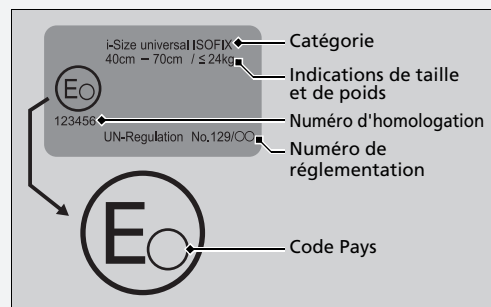 i-Size universal ISOFIX
40cm – 70cm / ≤ 24kg
E
123456
UN-Regulation No.129/○○
Catégorie
Indications de taille
et de poids
Numéro d'homologation
Numéro de
réglementation
E
Code Pays